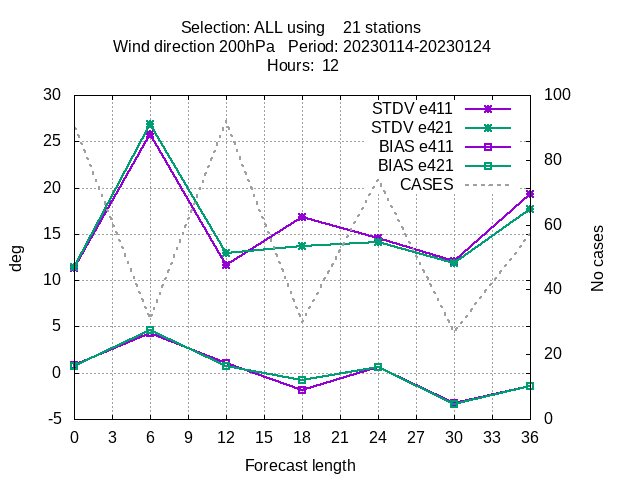 Selection: ALL using    21 stations
Wind direction 200hPa   Period: 20230114-20230124
Hours:  12
30
25
20
15
10
5
0
-5
deg
STDV e411
STDV e421
BIAS e411
BIAS e421
CASES
100
80
60
40
20
0
No cases
0 3 6 9 12 15 18 21 24 27 30 33 36
Forecast length